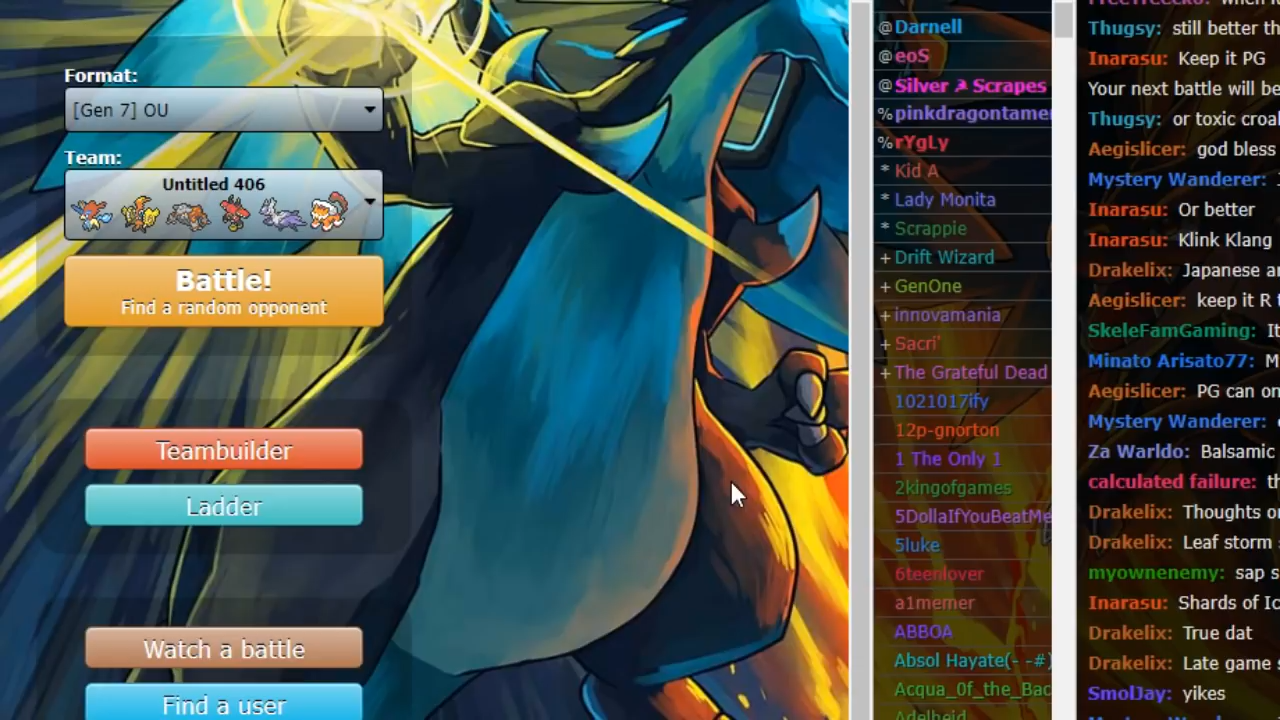 Format:
[Gen 7] OU
Team:
Untitled 406
Battle!
Find a random opponent
Teambuilder
Ladder
Watch a battle
Find a user
@Darnell
@eoS
@Silver ☭ Scrapes
%pinkdragontamer
%rYgLy
* Kid A
* Lady Monita
* Scrappie
+ Drift Wizard
+ GenOne
+ innovamania
+ Sacri'
+ The Grateful Dead
1021017ify
12p-gnorton
1 The Only 1
2kingofgames
5DollaIfYouBeatMe
5luke
6teenlover
a1memer
ABBOA
Absol Hayate(- -#)
Acqua_0f_the_Bac
Adelheid
Thugsy: still better th
Inarasu: Keep it PG
Your next battle will be
Thugsy: or toxic croal
Aegislicer: god bless
Mystery Wanderer:
Inarasu: Or better
Inarasu: Klink Klang
Drakelix: Japanese a
Aegislicer: keep it R t
SkeleFamGaming: It
Minato Arisato77: M
Aegislicer: PG can on
Mystery Wanderer:
Za Warldo: Balsamic
calculated failure: th
Drakelix: Thoughts o
Drakelix: Leaf storm
myownenemy: sap s
Inarasu: Shards of Ic
Drakelix: True dat
Drakelix: Late game s
SmolDay: yikes